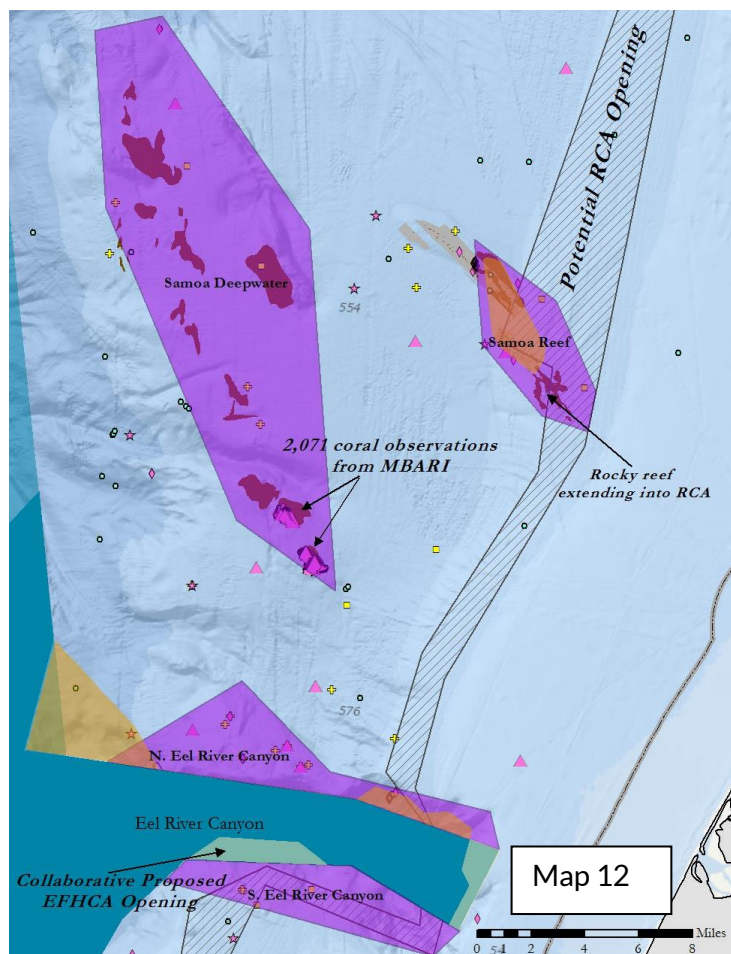 Potential RCA Opening
Samoa Deepwater
554
Samoa Reef
2,071 coral observations
from MBARI
Rocky reef
extending into RCA
576
N. Eel River Canyon
Eel River Canyon
Collaborative Proposed
EFHCA Opening
S. Eel River Canyon
Map 12
Miles
0 1 2 4 6 8